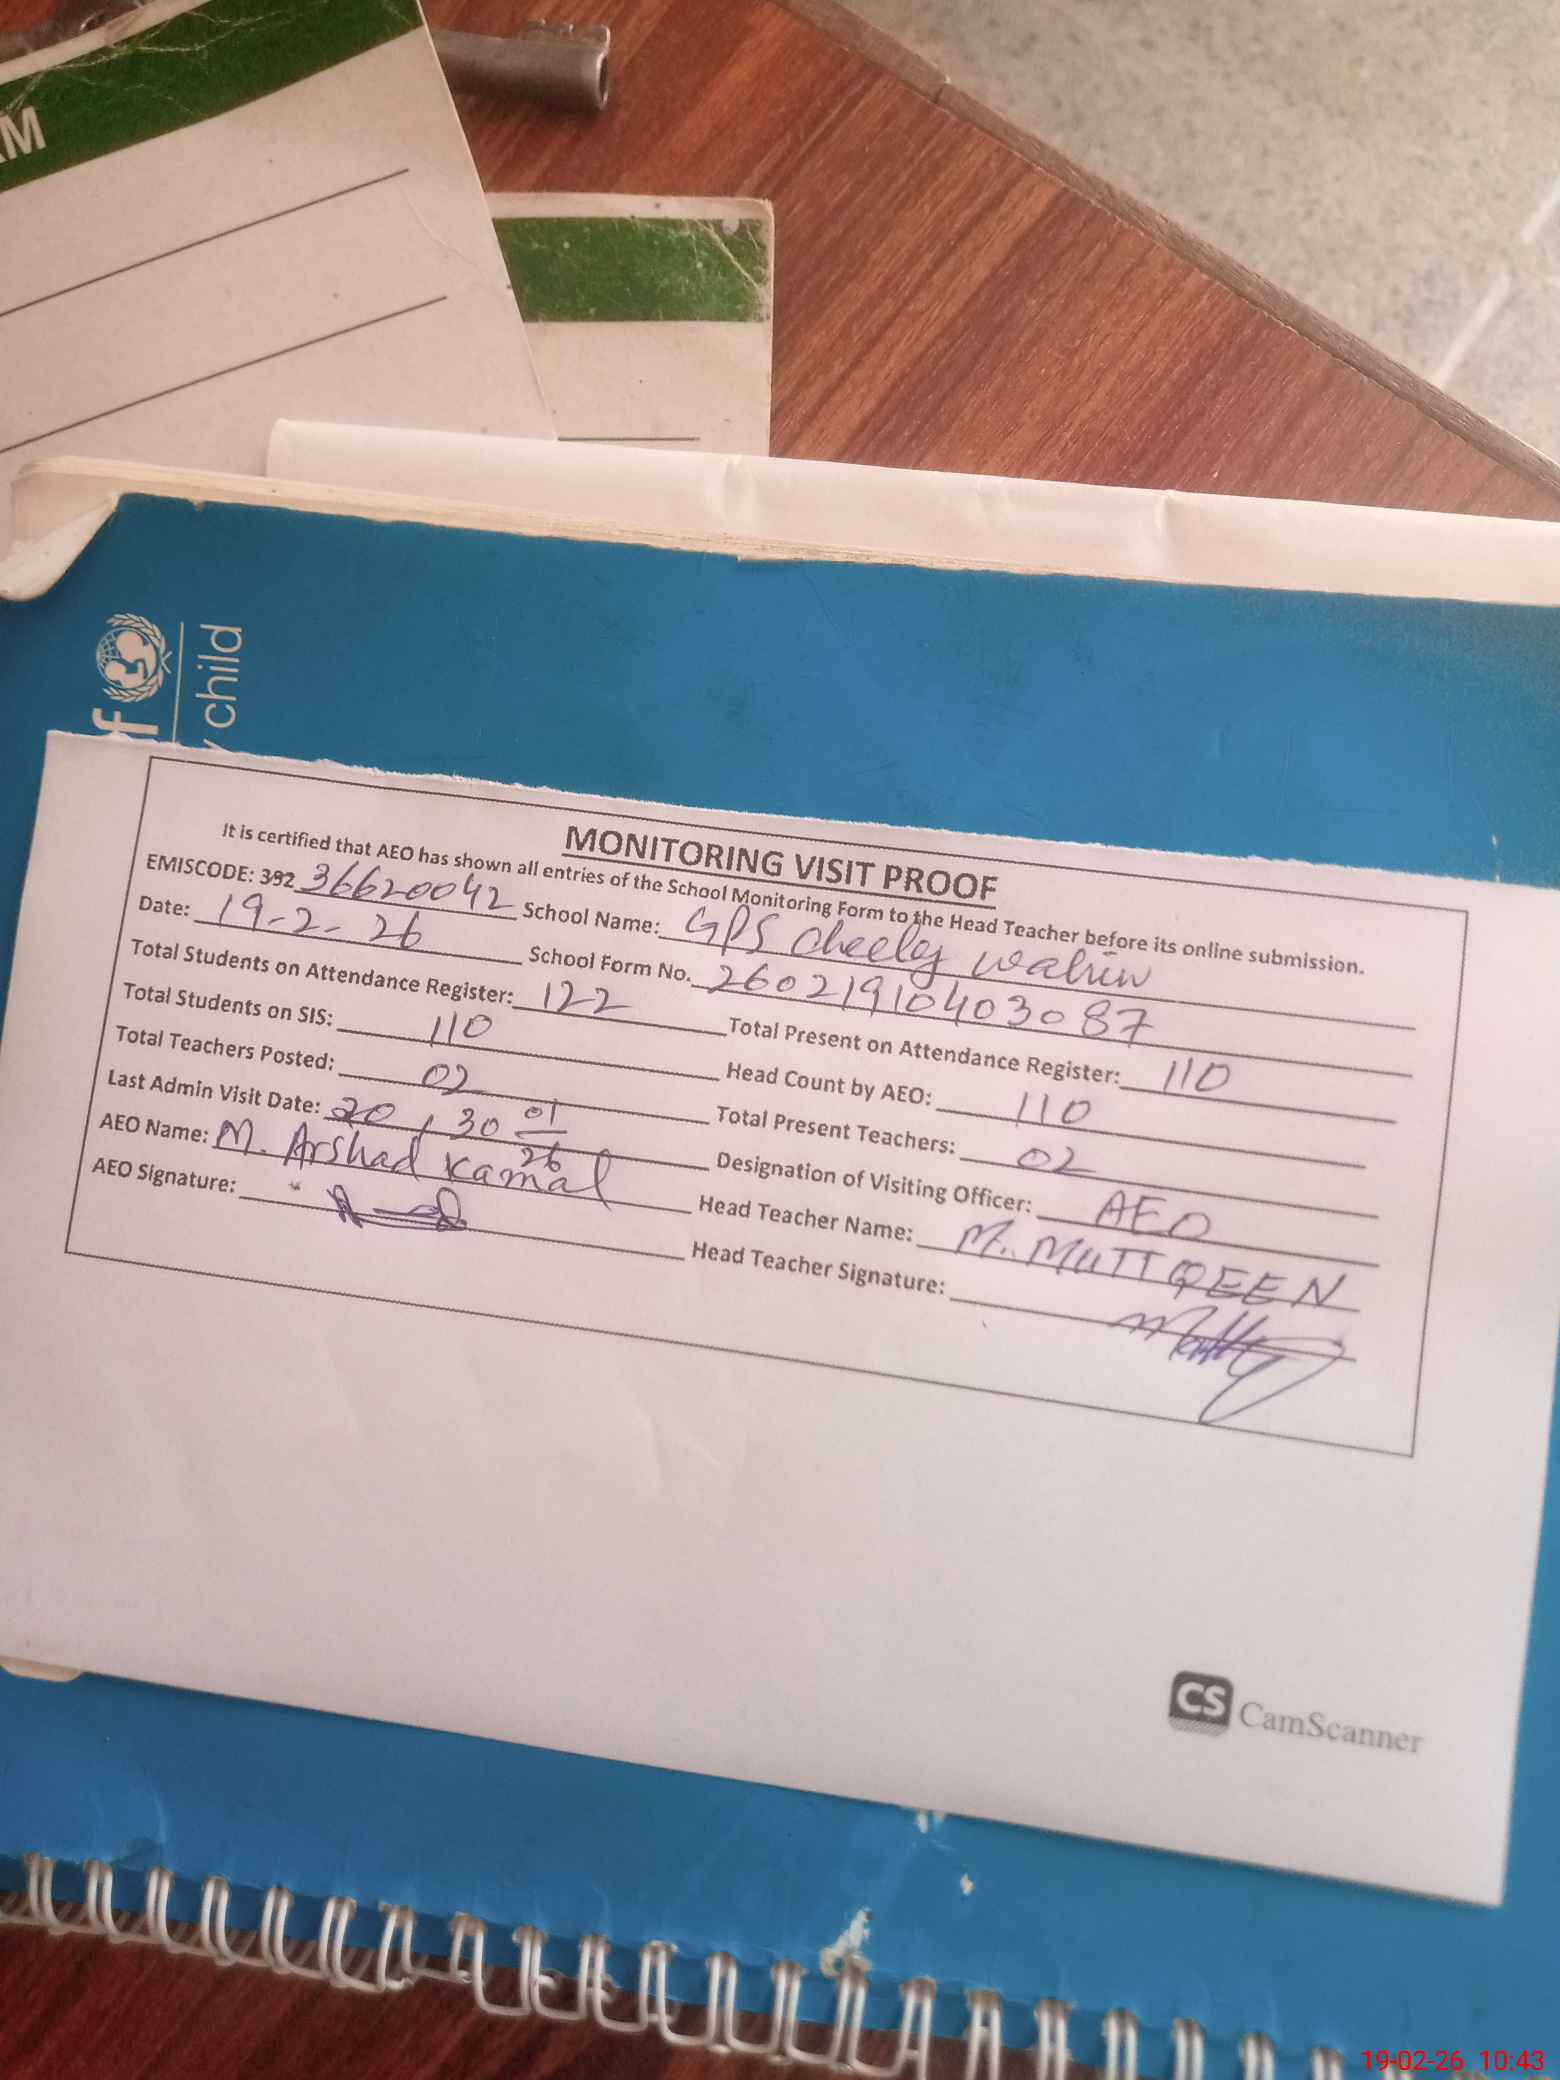 M
f
child
MONITORING VISIT PROOF
It is certified that AEO has shown all entries of the School Monitoring Form to the Head Teacher before its online submission.
EMISCODE: 392 36620042 School Name: GPS cheeley wahin
Date: 19-2-26 School Form No. 26021910403087
Total Students on Attendance Register: 122 Total Present on Attendance Register: 110
Total Students on SIS: 110 Head Count by AEO: 110
Total Teachers Posted: 02 Total Present Teachers: 02
Last Admin Visit Date: 20, 30 01/26 Designation of Visiting Officer: AEO
AEO Name: M. Arshad Kamal Head Teacher Name: M. MUTTQEEN
AEO Signature: Head Teacher Signature:
CS CamScanner
19-02-26 10:43